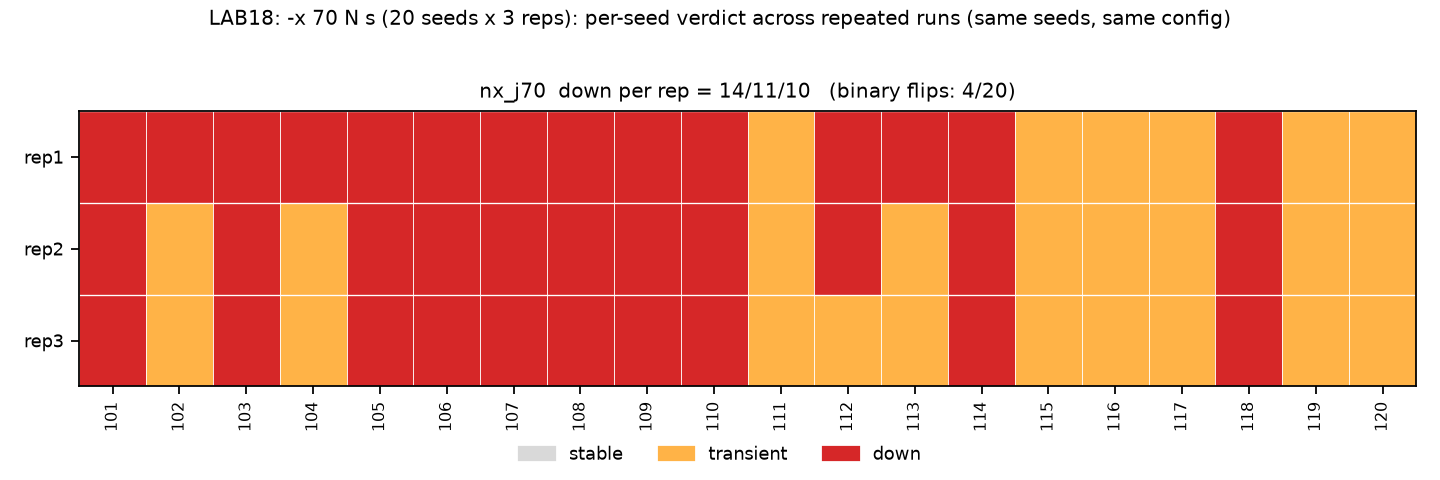 LAB18: -x 70 N s (20 seeds x 3 reps): per-seed verdict across repeated runs (same seeds, same config)
nx_j70  down per rep = 14/11/10   (binary flips: 4/20)
rep1
rep2
rep3
101 102 103 104 105 106 107 108 109 110 111 112 113 114 115 116 117 118 119 120
stable transient down